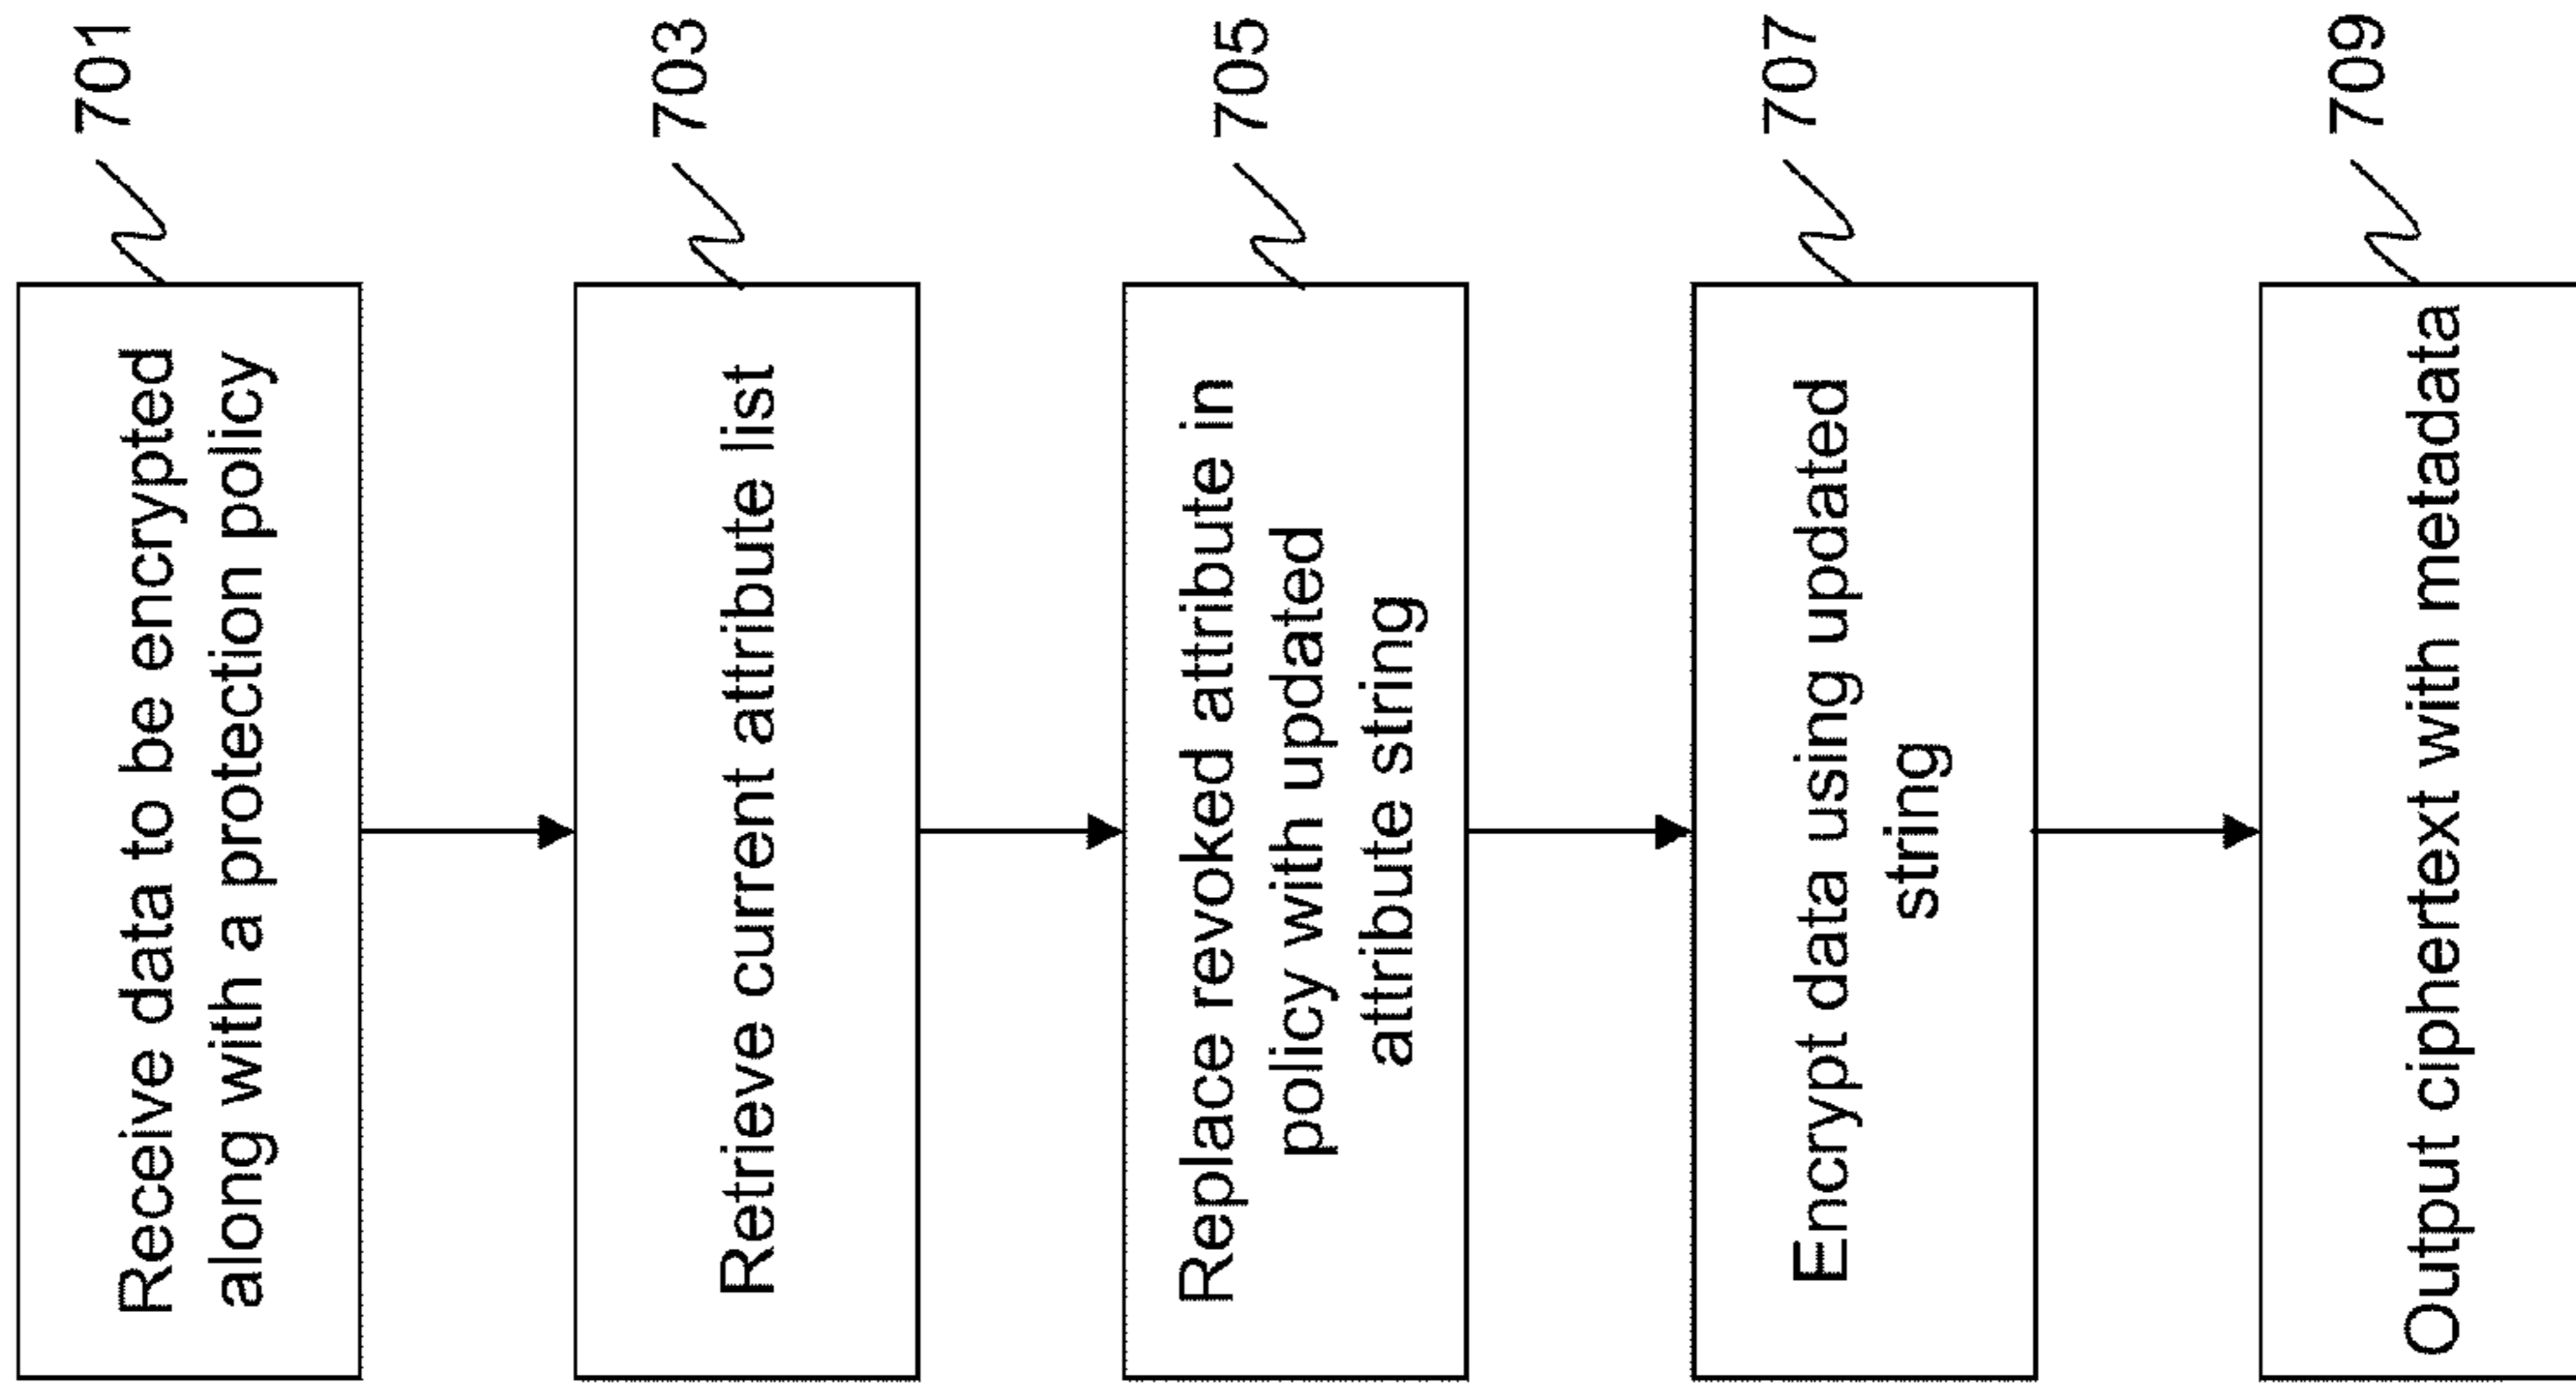 701
Receive data to be encrypted
along with a protection policy
703
Retrieve current attribute list
705
Replace revoked attribute in
policy with updated
attribute string
707
Encrypt data using updated
string
709
Output ciphertext with metadata